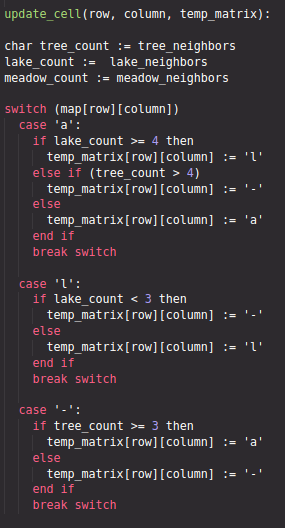 update_cell(row, column, temp_matrix):
char tree_count := tree_neighbors
lake_count :=  lake_neighbors
meadow_count := meadow_neighbors
switch (map[row][column])
  case 'a':
    if lake_count >= 4 then
      temp_matrix[row][column] := 'l'
    else if (tree_count > 4)
      temp_matrix[row][column] := '-'
    else
      temp_matrix[row][column] := 'a'
    end if
    break switch
  case 'l':
    if lake_count < 3 then
      temp_matrix[row][column] := '-'
    else
      temp_matrix[row][column] := 'l'
    end if
    break switch
  case '-':
    if tree_count >= 3 then
      temp_matrix[row][column] := 'a'
    else
      temp_matrix[row][column] := '-'
    end if
    break switch